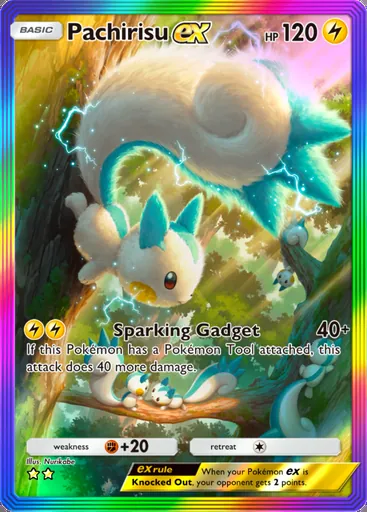 BASIC Pachirisu ex HP 120
Sparking Gadget 40+
If this Pokémon has a Pokémon Tool attached, this
attack does 40 more damage.
weakness +20 retreat
Illus. Nurikabe
ex rule When your Pokémon ex is
Knocked Out, your opponent gets 2 points.